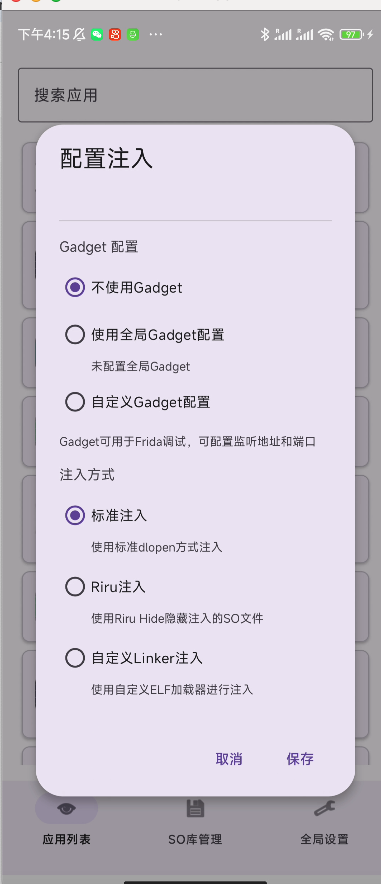 下午4:15
97
搜索应用
配置注入
Gadget 配置
不使用Gadget
使用全局Gadget配置
未配置全局Gadget
自定义Gadget配置
Gadget可用于Frida调试，可配置监听地址和端口
注入方式
标准注入
使用标准dlopen方式注入
Riru注入
使用Riru Hide隐藏注入的SO文件
自定义Linker注入
使用自定义ELF加载器进行注入
取消 保存
应用列表 SO库管理 全局设置